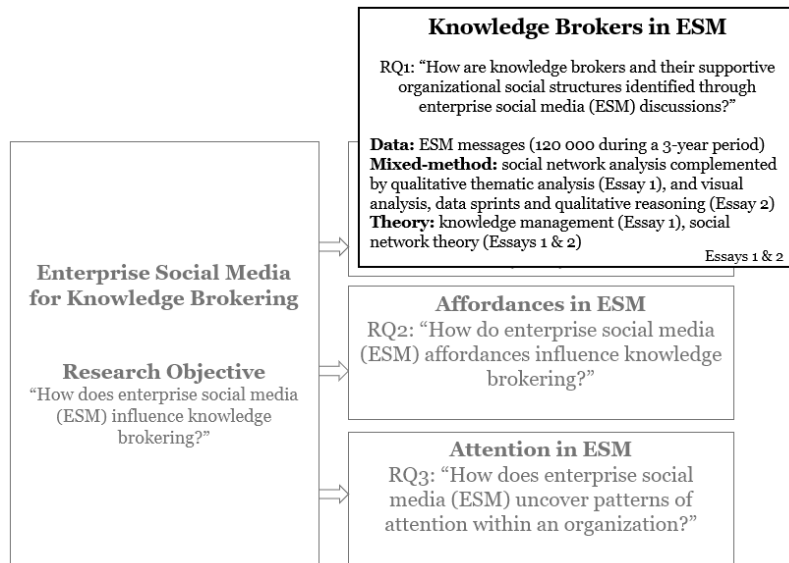 Knowledge Brokers in ESM
RQ1: “How are knowledge brokers and their supportive
organizational social structures identified through
enterprise social media (ESM) discussions?”
Data: ESM messages (120 000 during a 3-year period)
Mixed-method: social network analysis complemented
by qualitative thematic analysis (Essay 1), and visual
analysis, data sprints and qualitative reasoning (Essay 2)
Theory: knowledge management (Essay 1), social
network theory (Essays 1 & 2)
Essays 1 & 2
Enterprise Social Media
for Knowledge Brokering
Research Objective
“How does enterprise social media
(ESM) influence knowledge
brokering?”
Affordances in ESM
RQ2: “How do enterprise social media
(ESM) affordances influence knowledge
brokering?”
Attention in ESM
RQ3: “How does enterprise social
media (ESM) uncover patterns of
attention within an organization?”